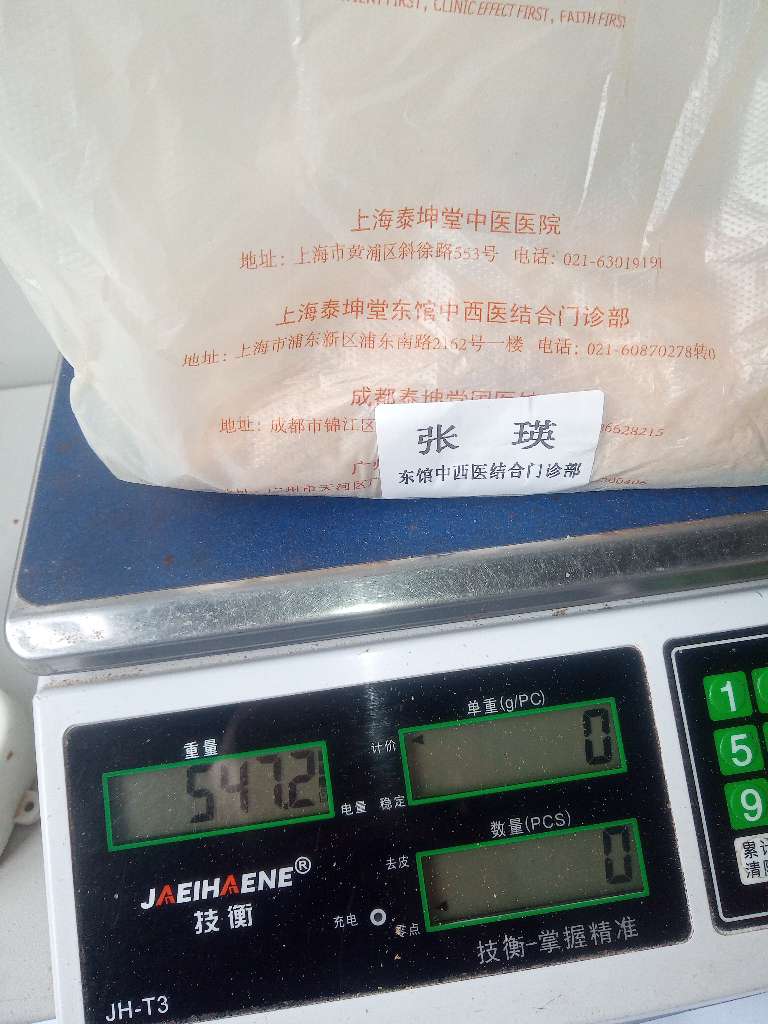 CLINIC EFFECT FIRST, FAITH FIRST
上海泰坤堂中医医院
地址：上海市黄浦区斜徐路553号 电话：021-63019191
上海泰坤堂东馆中西医结合门诊部
地址：上海市浦东新区浦东南路2162号一楼 电话：021-60870278转0
成都泰坤堂
地址：成都市锦江区
张 瑛
东馆中西医结合门诊部
重量
547.2
单重(g/PC)
0
计价
电量 稳定
数量(PCS)
0
去皮
JAEIHAENE®
技衡
充电
零点
技衡-掌握精准
JH-T3
1
5
9